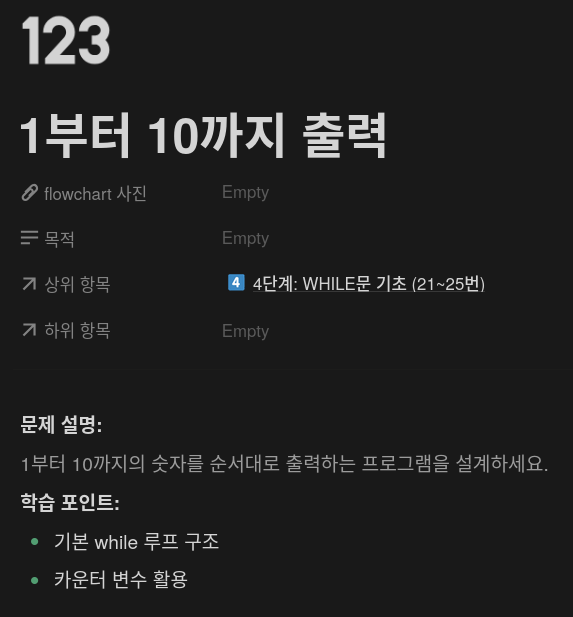 123
1부터 10까지 출력
flowchart 사진 Empty
목적 Empty
상위 항목 4 4단계: WHILE문 기초 (21~25번)
하위 항목 Empty
문제 설명:
1부터 10까지의 숫자를 순서대로 출력하는 프로그램을 설계하세요.
학습 포인트:
기본 while 루프 구조
카운터 변수 활용